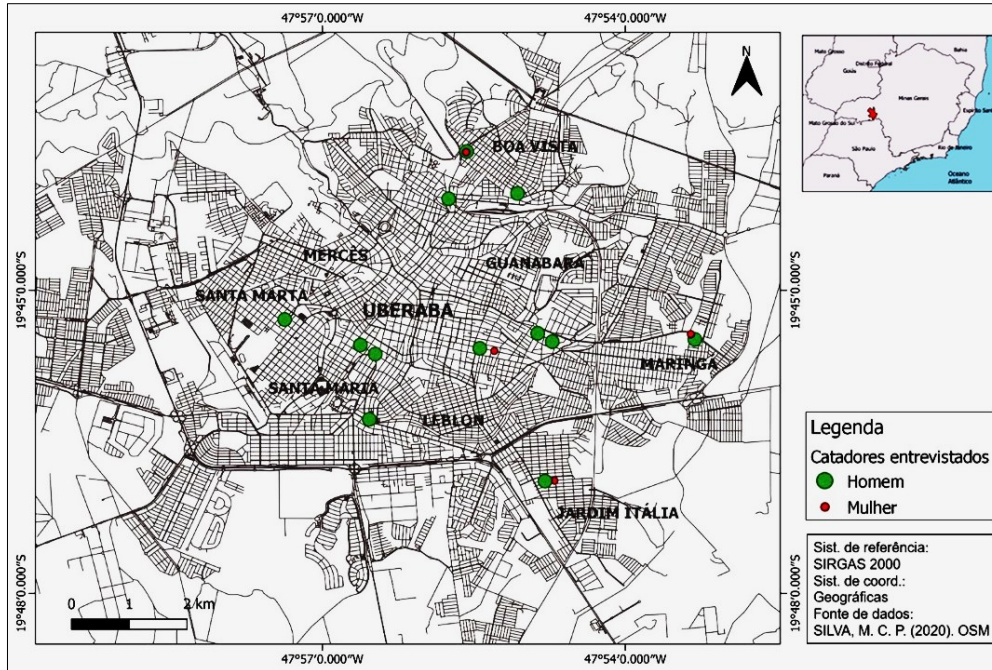 47°57'0.000"W
47°54'0.000"W
N
BOA VISTA
MERCÊS
GUANABARA
SANTA MARTA
UBERABA
MARINGÁ
SANTA MARIA
LEBLON
JARDIM ITÁLIA
19°45'0.000"S
19°45'0.000"S
19°48'0.000"S
19°48'0.000"S
0 1 2 km
47°57'0.000"W
47°54'0.000"W
Mato Grosso
Bahia
Goiás
Distrito Federal
Minas Gerais
Mato Grosso do Sul
São Paulo
Rio de Janeiro
Paraná
Oceano
Atlântico
Legenda
Catadores entrevistados
Homem
Mulher
Sist. de referência:
SIRGAS 2000
Sist. de coord.:
Geográficas
Fonte de dados:
SILVA, M. C. P. (2020). OSM